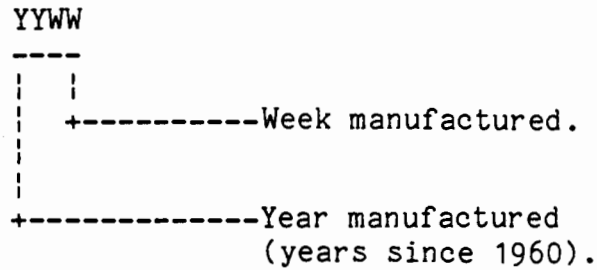 YYWW
----
Week manufactured.
Year manufactured
(years since 1960).